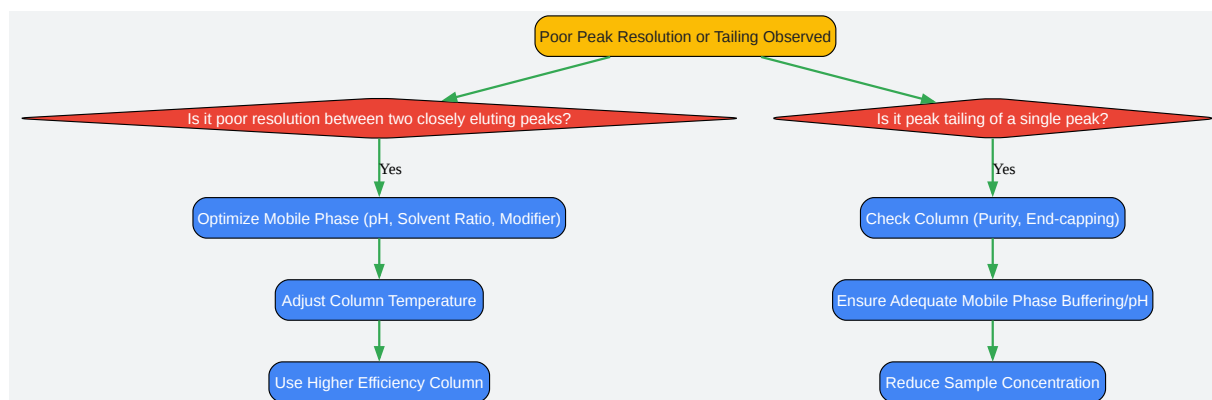 Poor Peak Resolution or Tailing Observed
Is it poor resolution between two closely eluting peaks?
Is it peak tailing of a single peak?
Yes
Yes
Optimize Mobile Phase (pH, Solvent Ratio, Modifier)
Check Column (Purity, End-capping)
Adjust Column Temperature
Ensure Adequate Mobile Phase Buffering/pH
Use Higher Efficiency Column
Reduce Sample Concentration